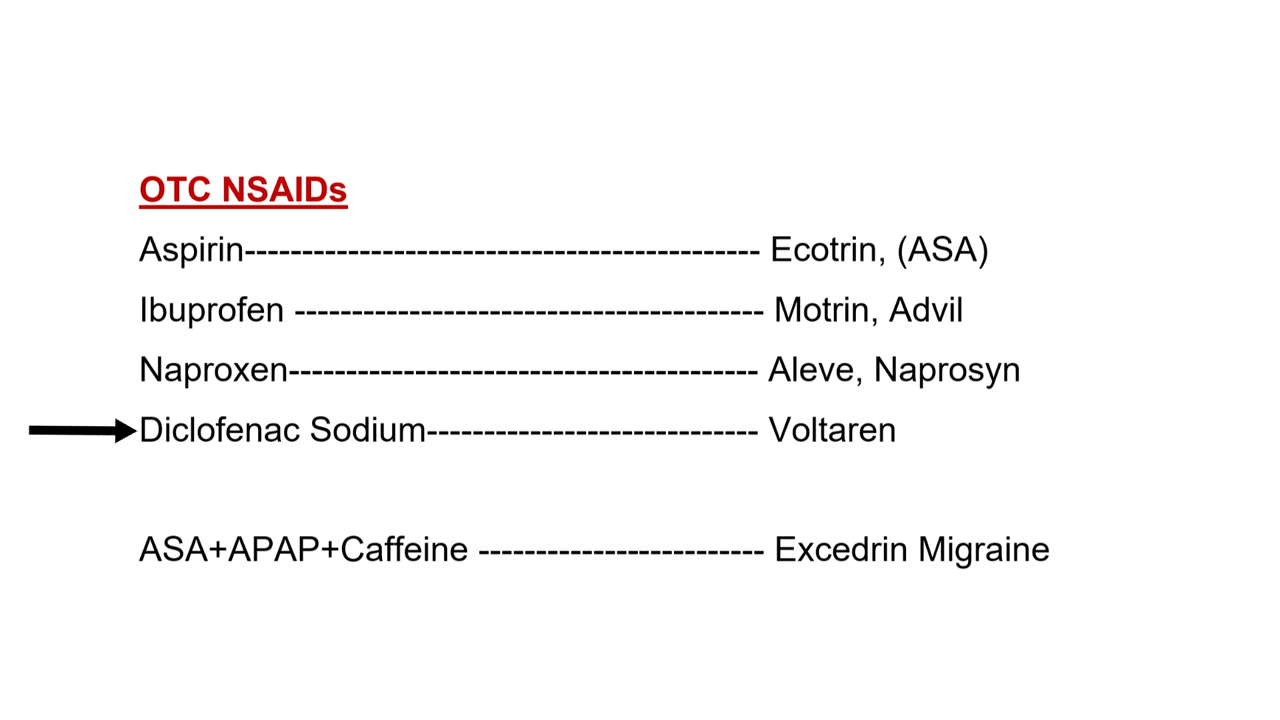 OTC NSAIDs
Aspirin--------------------------------------------- Ecotrin, (ASA)
Ibuprofen ----------------------------------------- Motrin, Advil
Naproxen----------------------------------------- Aleve, Naprosyn
Diclofenac Sodium----------------------------- Voltaren
ASA+APAP+Caffeine ------------------------- Excedrin Migraine